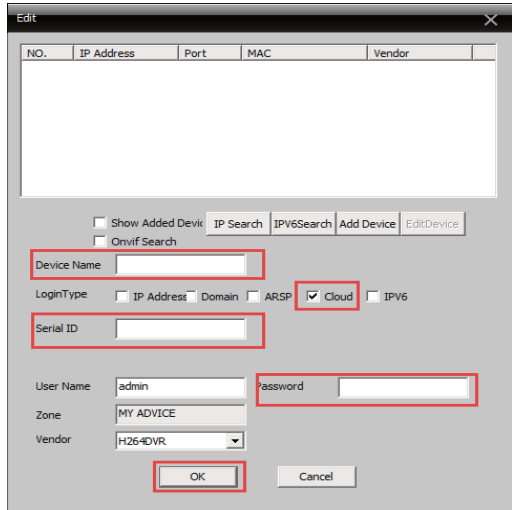 Edit
NO. IP Address Port MAC Vendor
Show Added Devic IP Search IPV6Search Add Device EditDevice
Onvif Search
Device Name
LoginType IP Address Domain ARSP Cloud IPV6
Serial ID
User Name admin Password
Zone MY ADVICE
Vendor H264DVR
OK Cancel